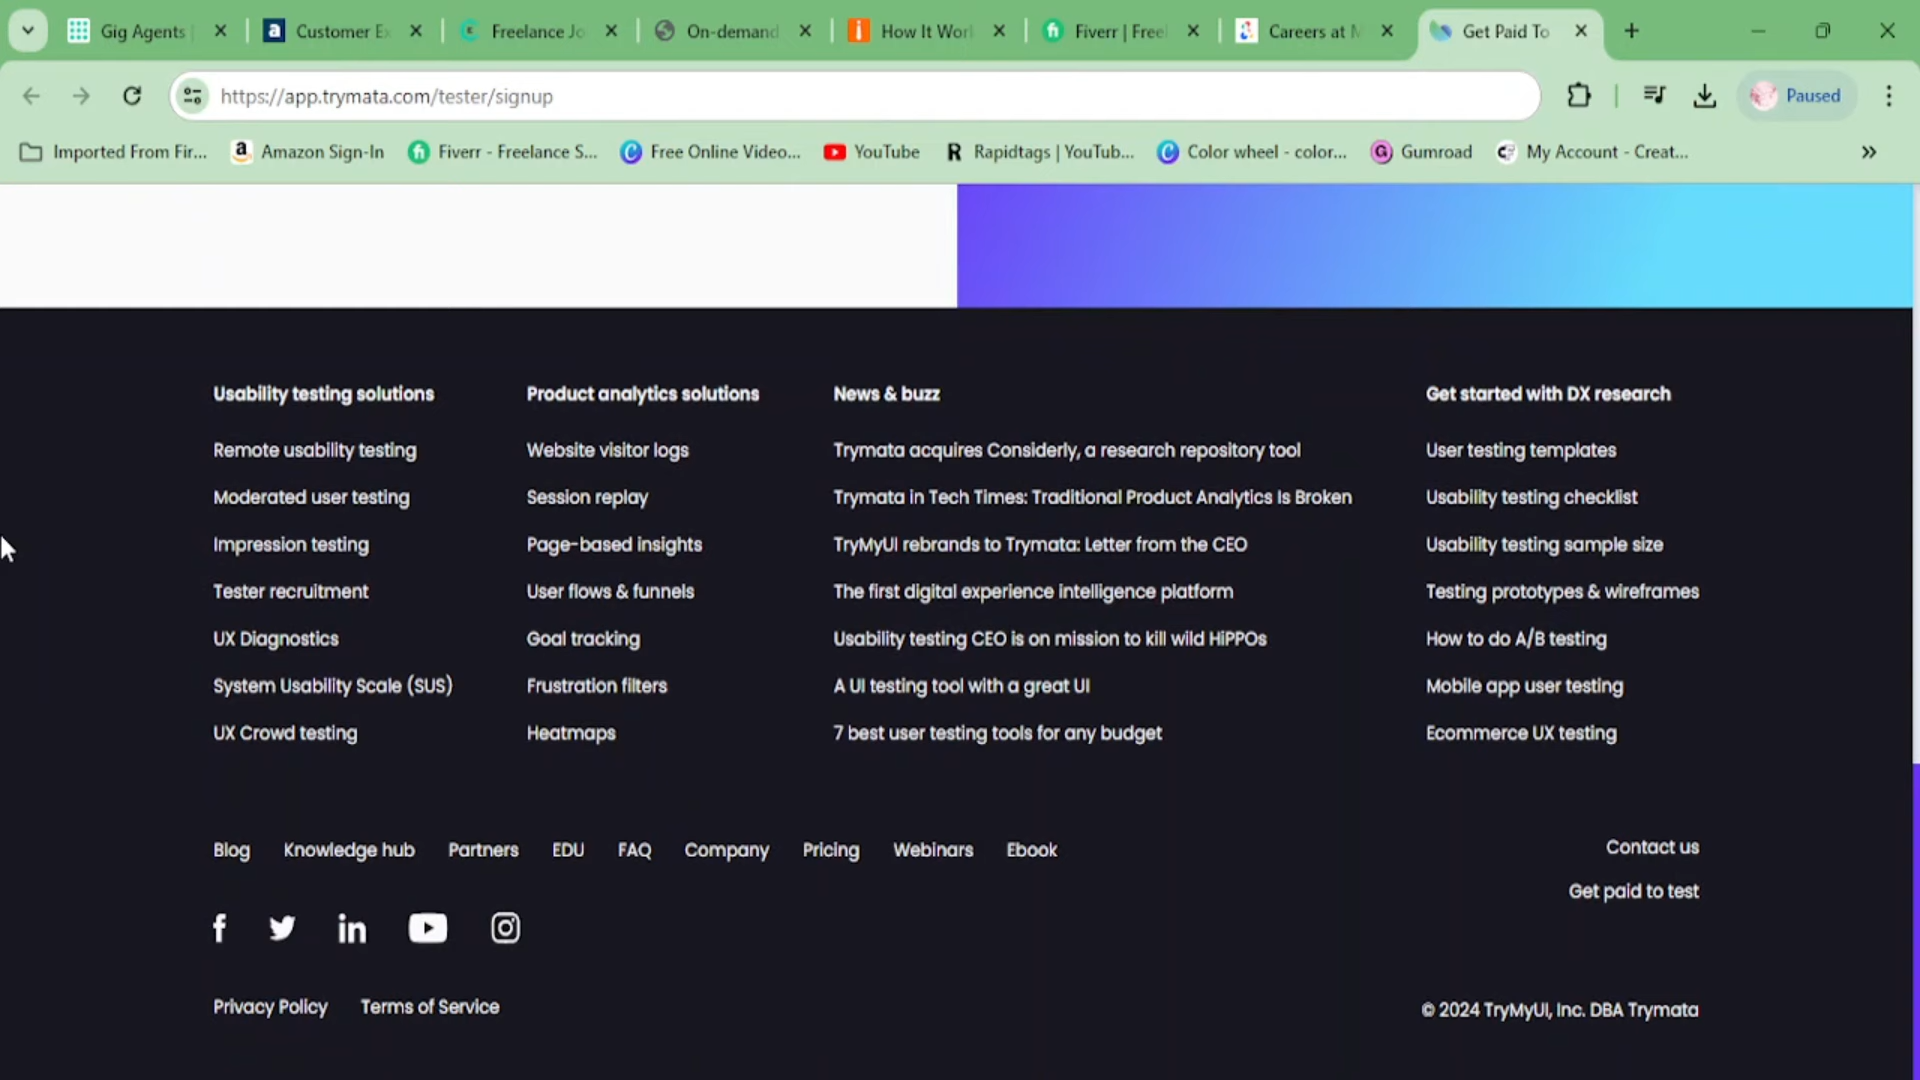 Gig Agents
Customer Ex
Freelance Jo
On-demand
How It Worl
Fiverr | Free
Careers at M
Get Paid To
https://app.trymata.com/tester/signup
Paused
Imported From Fir...
Amazon Sign-In
Fiverr - Freelance S...
Free Online Video...
YouTube
Rapidtags | YouTub...
Color wheel - color...
Gumroad
My Account - Creat...
Usability testing solutions
Remote usability testing
Moderated user testing
Impression testing
Tester recruitment
UX Diagnostics
System Usability Scale (SUS)
UX Crowd testing
Product analytics solutions
Website visitor logs
Session replay
Page-based insights
User flows & funnels
Goal tracking
Frustration filters
Heatmaps
News & buzz
Trymata acquires Considerly, a research repository tool
Trymata in Tech Times: Traditional Product Analytics Is Broken
TryMyUI rebrands to Trymata: Letter from the CEO
The first digital experience intelligence platform
Usability testing CEO is on mission to kill wild HiPPOs
A UI testing tool with a great UI
7 best user testing tools for any budget
Get started with DX research
User testing templates
Usability testing checklist
Usability testing sample size
Testing prototypes & wireframes
How to do A/B testing
Mobile app user testing
Ecommerce UX testing
Blog Knowledge hub Partners EDU FAQ Company Pricing Webinars Ebook
Contact us
Get paid to test
Privacy Policy Terms of Service
© 2024 TryMyUI, Inc. DBA Trymata